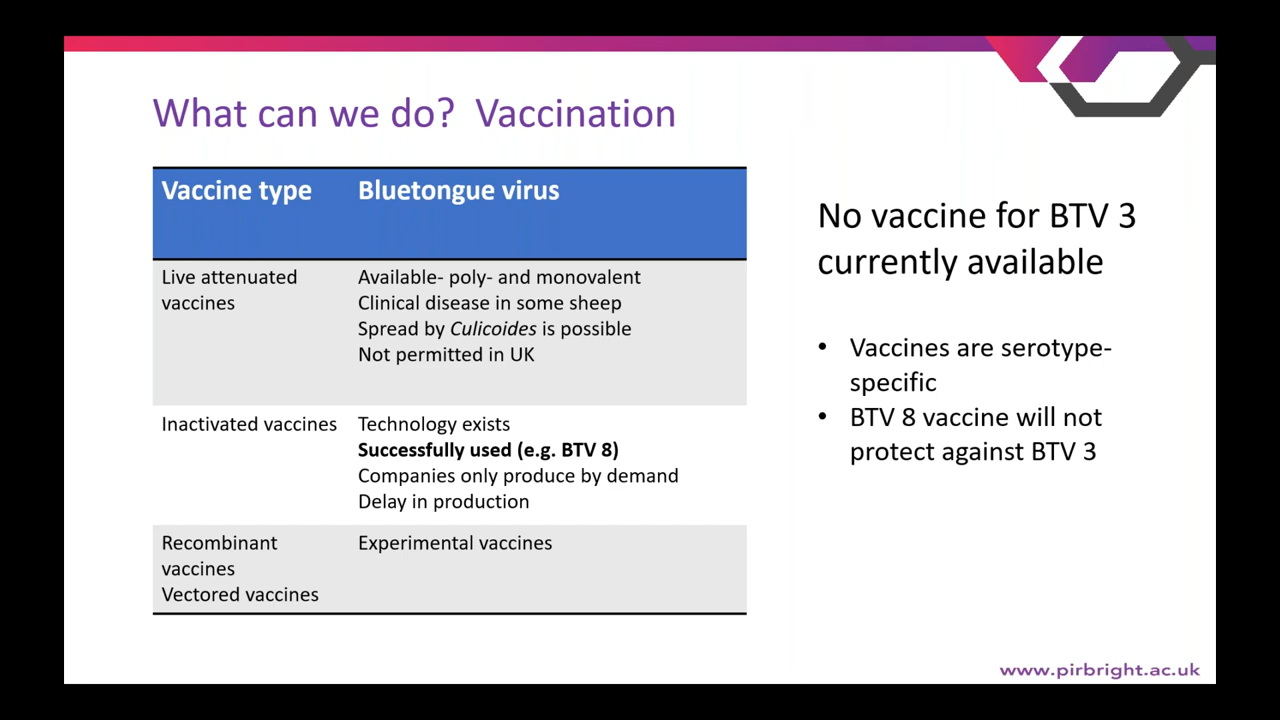 What can we do?  Vaccination
Vaccine type
Bluetongue virus
Live attenuated
vaccines
Available- poly- and monovalent
Clinical disease in some sheep
Spread by Culicoides is possible
Not permitted in UK
Inactivated vaccines
Technology exists
Successfully used (e.g. BTV 8)
Companies only produce by demand
Delay in production
Recombinant
vaccines
Vectored vaccines
Experimental vaccines
No vaccine for BTV 3
currently available
• Vaccines are serotype-
specific
• BTV 8 vaccine will not
protect against BTV 3
www.pirbright.ac.uk